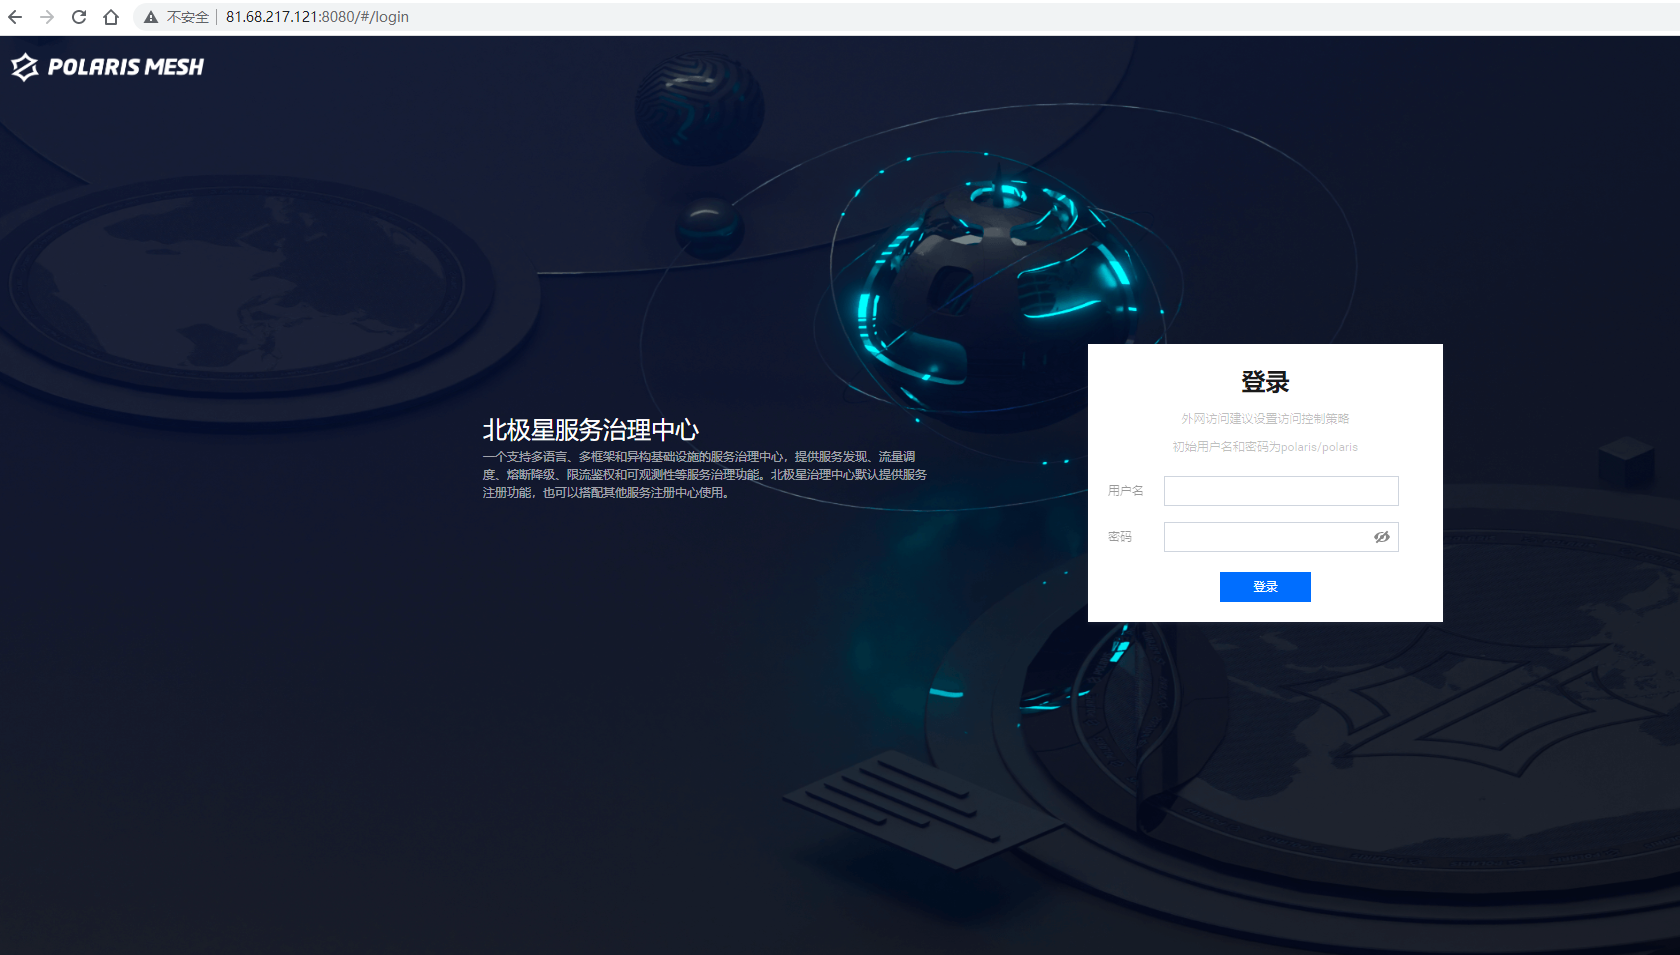 不安全 81.68.217.121:8080/#/login
POLARIS MESH
北极星服务治理中心
一个支持多语言、多框架和异构基础设施的服务治理中心，提供服务发现、流量调
度、熔断降级、限流鉴权和可观测性等服务治理功能。北极星治理中心默认提供服务
注册功能，也可以搭配其他服务注册中心使用。
登录
外网访问建议设置访问控制策略
初始用户名和密码为polaris/polaris
用户名
密码
登录